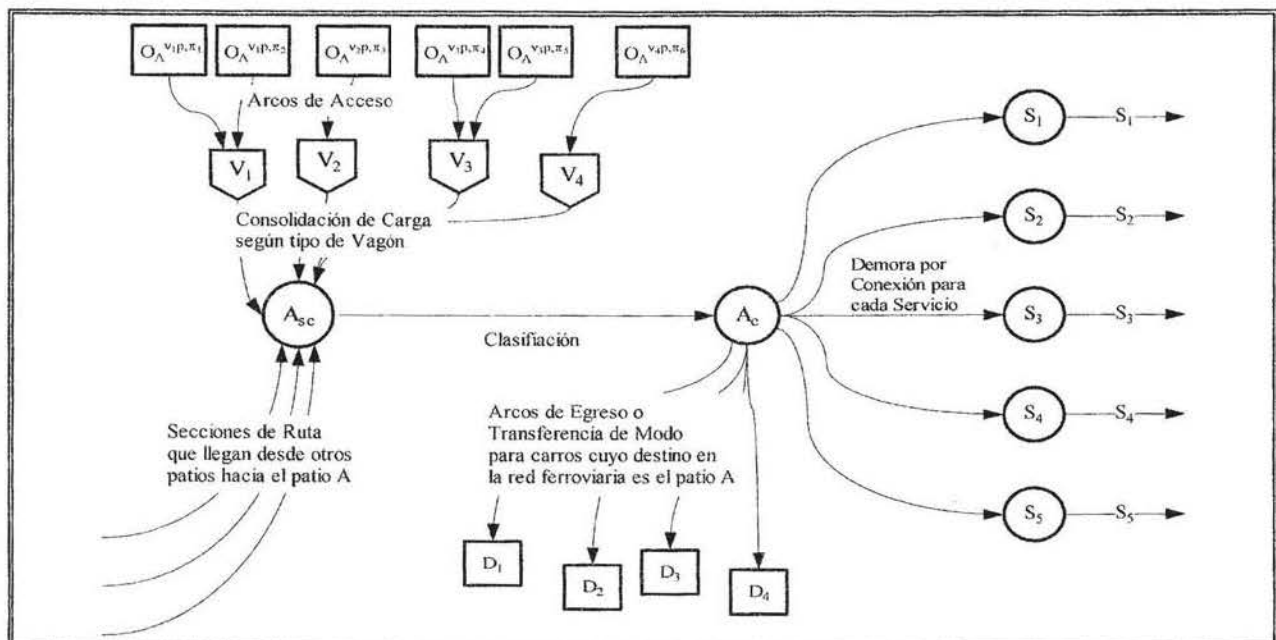 O_A^{v₁p,π₁} O_A^{v₁p,π₂} O_A^{v₂p,π₃} O_A^{v₃p,π₄} O_A^{v₃p,π₅} O_A^{v₄p,π₆}
Arcos de Acceso
V₁ V₂ V₃ V₄
Consolidación de Carga
según tipo de Vagón
A_sc
Clasifiación
A_c
Demora por
Conexión para
cada Servicio
S₁ S₁
S₂ S₂
S₃ S₃
S₄ S₄
S₅ S₅
Secciones de Ruta
que llegan desde otros
patios hacia el patio A
Arcos de Egreso o
Transferencia de Modo
para carros cuyo destino en
la red ferroviaria es el patio A
D₁ D₂ D₃ D₄